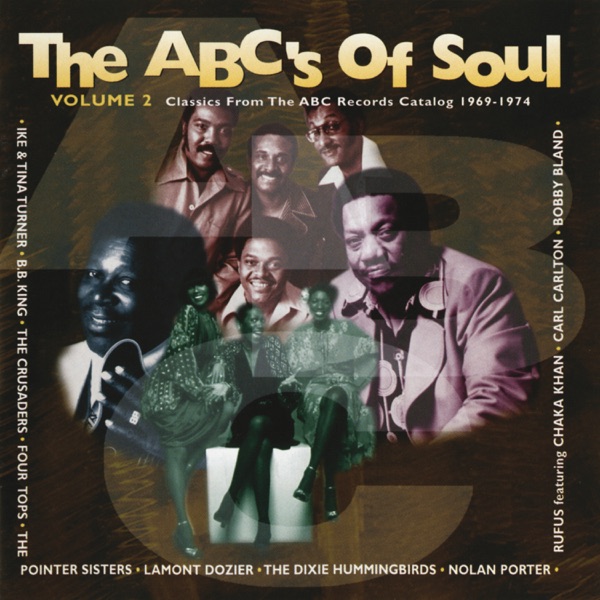 The ABC's Of Soul
VOLUME 2 Classics From The ABC Records Catalog 1969-1974
• IKE & TINA TURNER • B.B. KING • THE CRUSADERS • FOUR TOPS • THE
POINTER SISTERS • LAMONT DOZIER • THE DIXIE HUMMINGBIRDS • NOLAN PORTER •
RUFUS featuring CHAKA KHAN • CARL CARLTON • BOBBY BLAND •
ABC